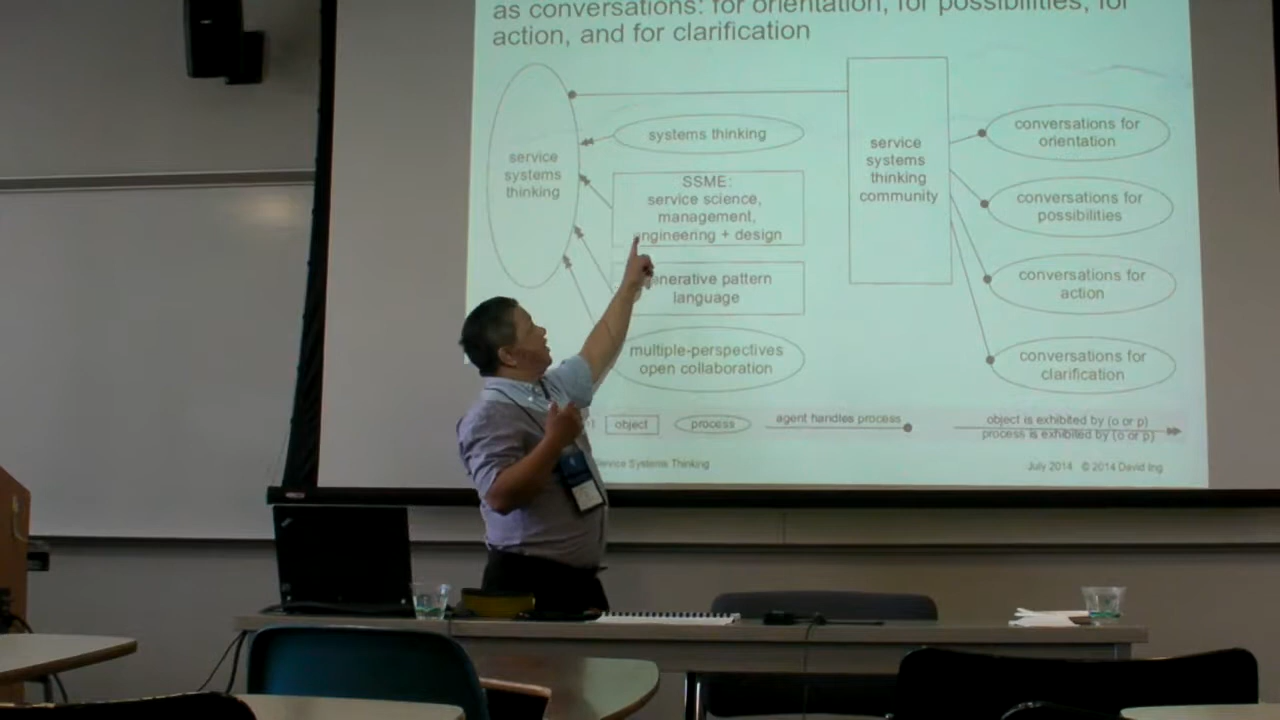 as conversations: for orientation, for possibilities, for
action, and for clarification
service
systems
thinking
systems thinking
SSME:
service science,
management,
engineering + design
generative pattern
language
multiple-perspectives
open collaboration
service
systems
thinking
community
conversations for
orientation
conversations for
possibilities
conversations for
action
conversations for
clarification
object
process
agent handles process
object is exhibited by (o or p)
process is exhibited by (o or p)
Service Systems Thinking
July 2014 © 2014 David Ing